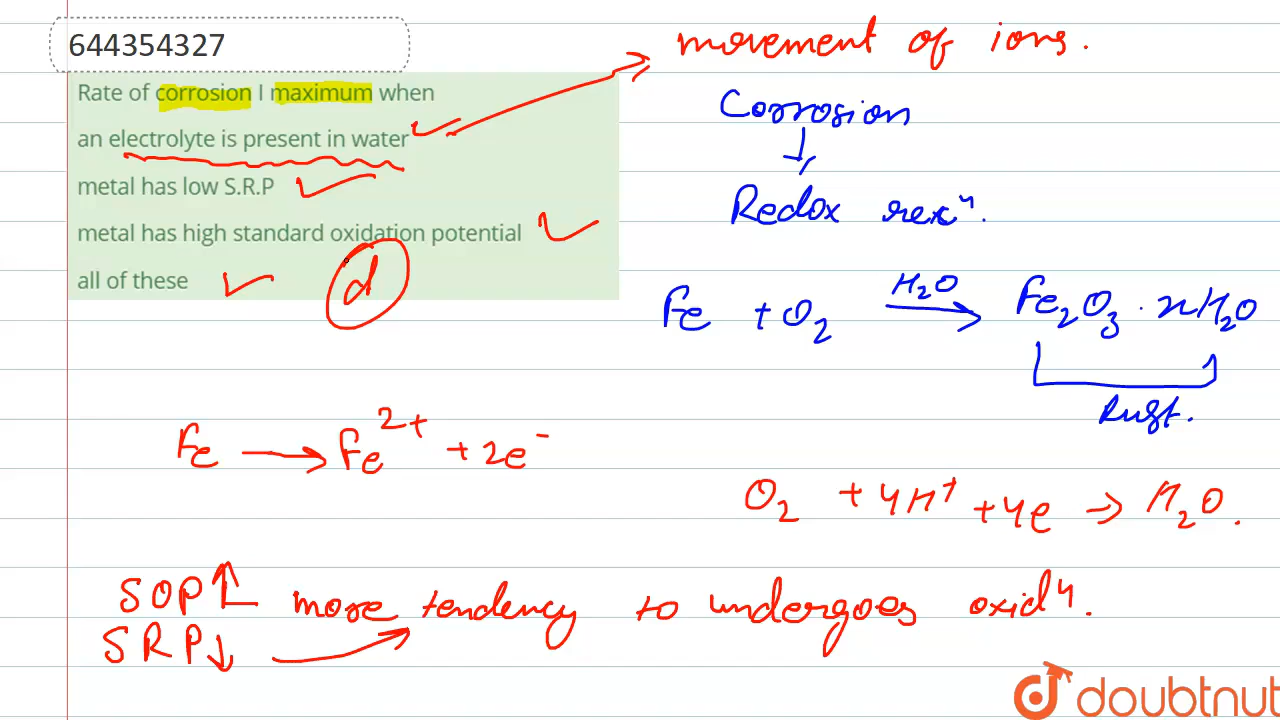 644354327
movement of ions.
Rate of corrosion I maximum when
an electrolyte is present in water
metal has low S.R.P
metal has high standard oxidation potential
all of these
d
Corrosion
↓
Redox rexⁿ.
Fe + O₂ H₂O → Fe₂O₃ · xH₂O
Rust.
Fe → Fe²⁺ + 2e⁻
O₂ + 4H⁺ + 4e → H₂O.
SOP↑ more tendency to undergoes oxidⁿ.
SRP↓
doubtnut